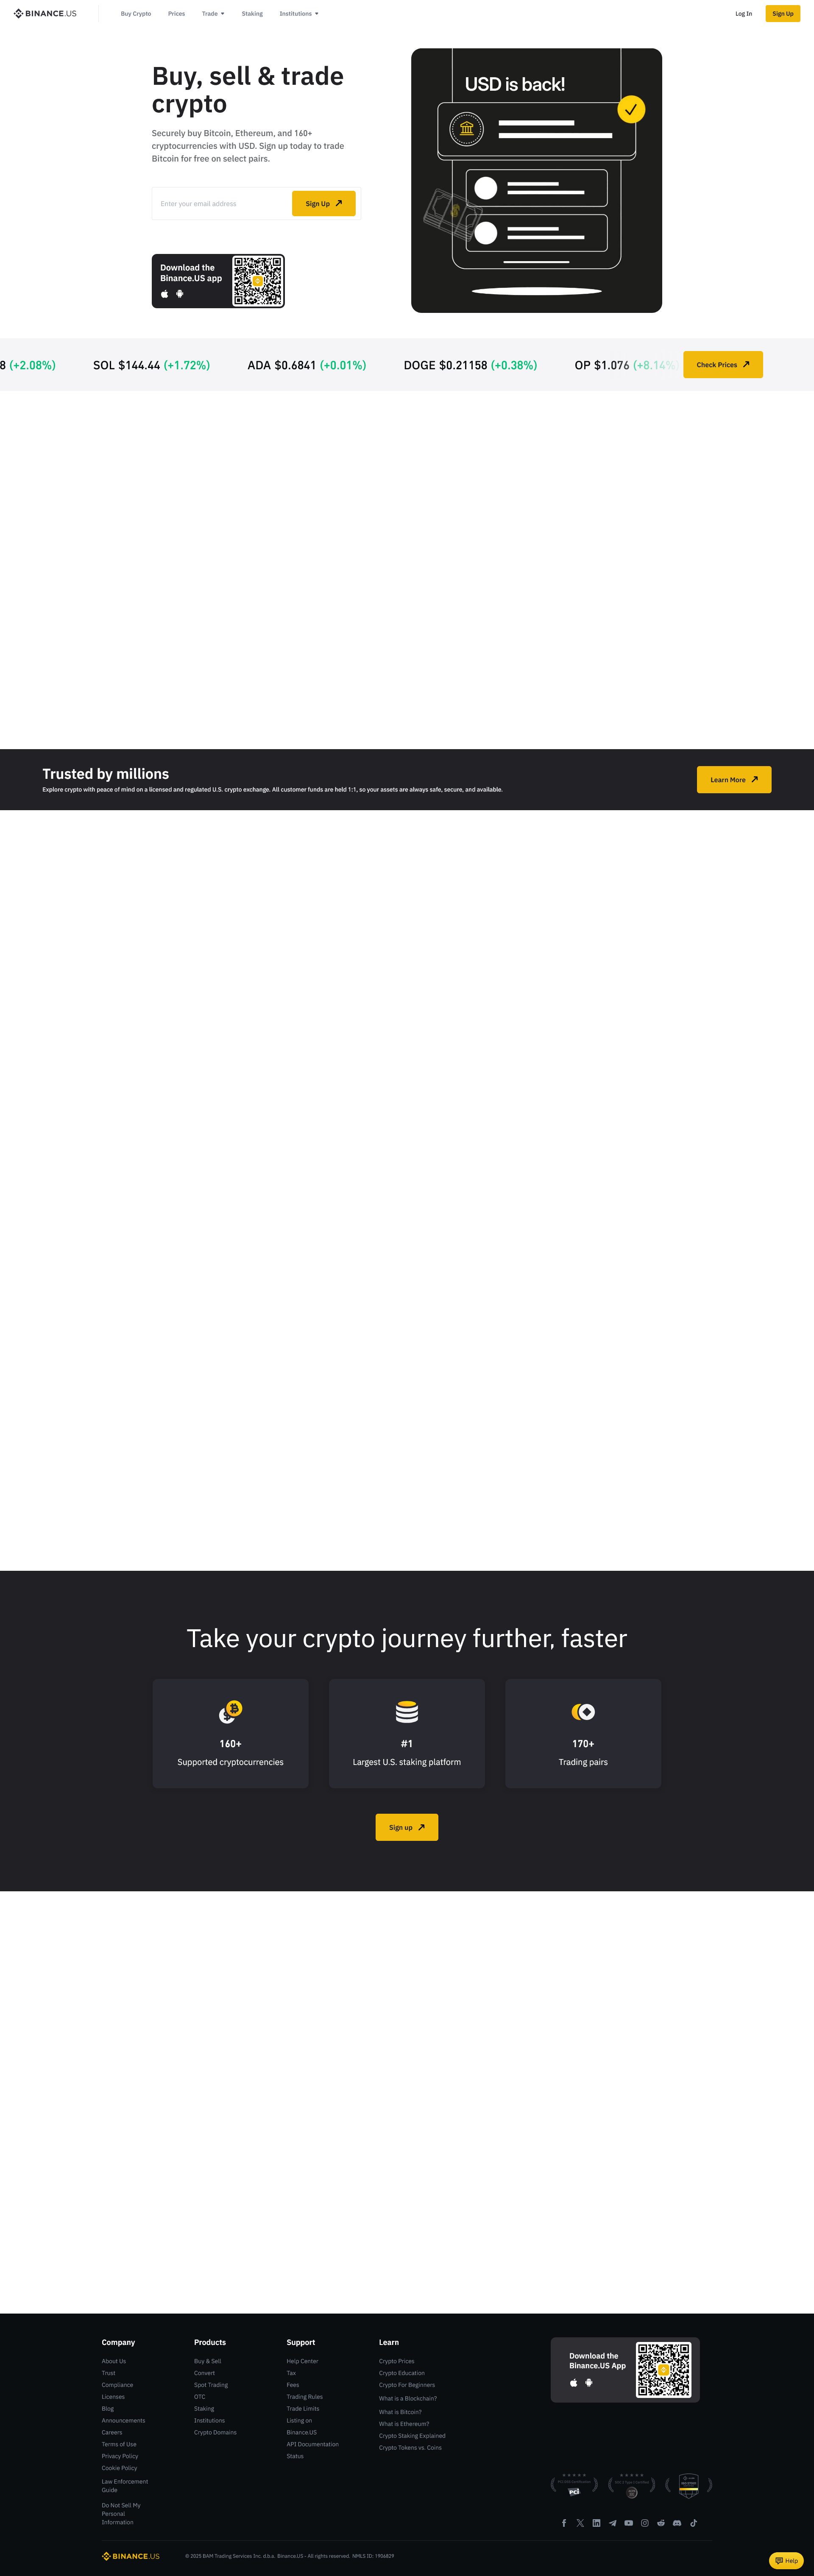 BINANCE.US
Buy Crypto
Prices
Trade
Staking
Institutions
Log In
Sign Up
Buy, sell & trade
crypto
Securely buy Bitcoin, Ethereum, and 160+
cryptocurrencies with USD. Sign up today to trade
Bitcoin for free on select pairs.
Enter your email address
Sign Up
Download the
Binance.US app
USD is back!
8 (+2.08%)
SOL $144.44 (+1.72%)
ADA $0.6841 (+0.01%)
DOGE $0.21158 (+0.38%)
OP $1.076 (+8.14%
Check Prices
Trusted by millions
Explore crypto with peace of mind on a licensed and regulated U.S. crypto exchange. All customer funds are held 1:1, so your assets are always safe, secure, and available.
Learn More
Take your crypto journey further, faster
160+
Supported cryptocurrencies
#1
Largest U.S. staking platform
170+
Trading pairs
Sign up
Company
About Us
Trust
Compliance
Licenses
Blog
Announcements
Careers
Terms of Use
Privacy Policy
Cookie Policy
Law Enforcement
Guide
Do Not Sell My
Personal
Information
Products
Buy & Sell
Convert
Spot Trading
OTC
Staking
Institutions
Crypto Domains
Support
Help Center
Tax
Fees
Trading Rules
Trade Limits
Listing on
Binance.US
API Documentation
Status
Learn
Crypto Prices
Crypto Education
Crypto For Beginners
What is a Blockchain?
What is Bitcoin?
What is Ethereum?
Crypto Staking Explained
Crypto Tokens vs. Coins
Download the
Binance.US App
BINANCE.US
© 2025 BAM Trading Services Inc. d.b.a. Binance.US - All rights reserved. NMLS ID: 1906829
Help